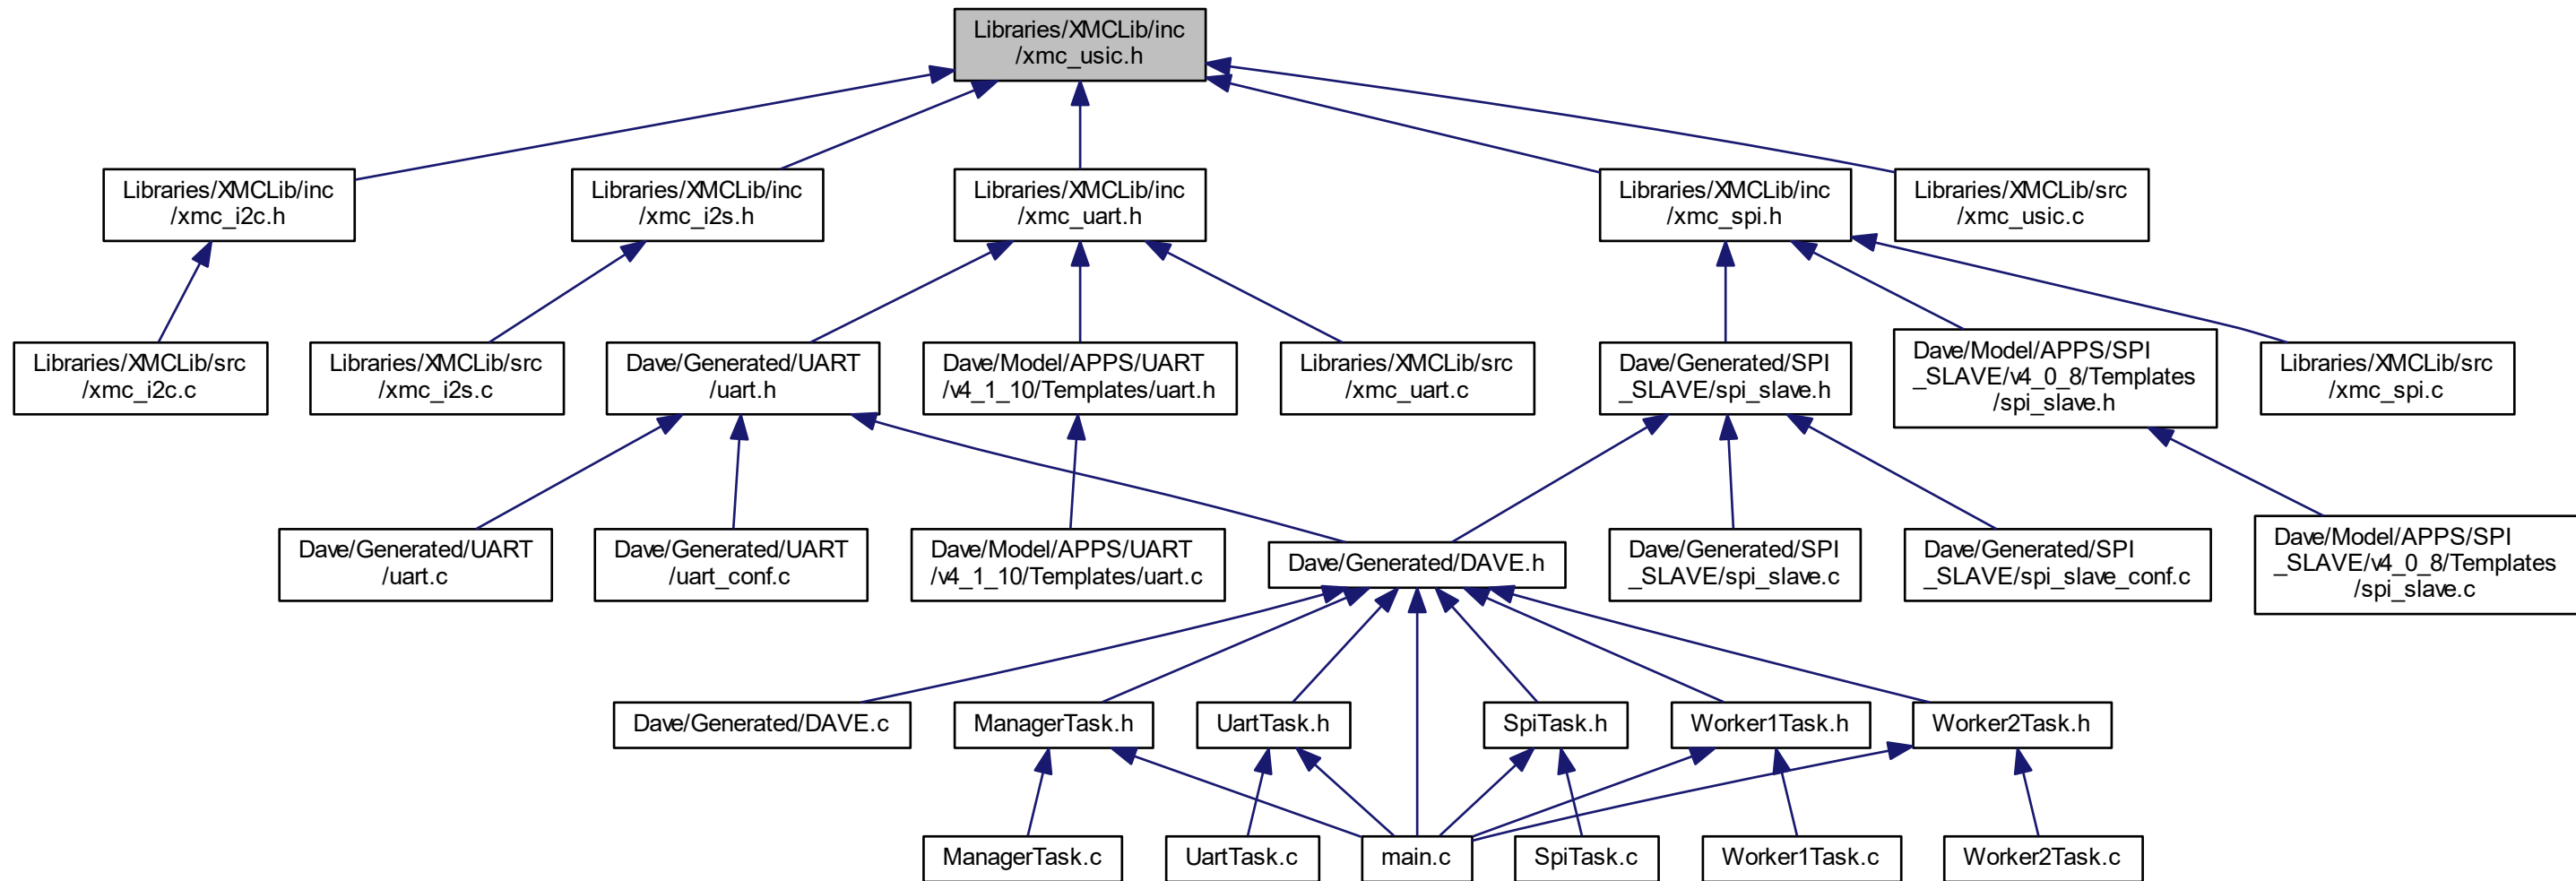 Libraries/XMCLib/inc
/xmc_usic.h
Libraries/XMCLib/inc
/xmc_i2c.h
Libraries/XMCLib/inc
/xmc_i2s.h
Libraries/XMCLib/inc
/xmc_uart.h
Libraries/XMCLib/inc
/xmc_spi.h
Libraries/XMCLib/src
/xmc_usic.c
Libraries/XMCLib/src
/xmc_i2c.c
Libraries/XMCLib/src
/xmc_i2s.c
Dave/Generated/UART
/uart.h
Dave/Model/APPS/UART
/v4_1_10/Templates/uart.h
Libraries/XMCLib/src
/xmc_uart.c
Dave/Generated/SPI
_SLAVE/spi_slave.h
Dave/Model/APPS/SPI
_SLAVE/v4_0_8/Templates
/spi_slave.h
Libraries/XMCLib/src
/xmc_spi.c
Dave/Generated/UART
/uart.c
Dave/Generated/UART
/uart_conf.c
Dave/Model/APPS/UART
/v4_1_10/Templates/uart.c
Dave/Generated/DAVE.h
Dave/Generated/SPI
_SLAVE/spi_slave.c
Dave/Generated/SPI
_SLAVE/spi_slave_conf.c
Dave/Model/APPS/SPI
_SLAVE/v4_0_8/Templates
/spi_slave.c
Dave/Generated/DAVE.c
ManagerTask.h
UartTask.h
SpiTask.h
Worker1Task.h
Worker2Task.h
ManagerTask.c
UartTask.c
main.c
SpiTask.c
Worker1Task.c
Worker2Task.c